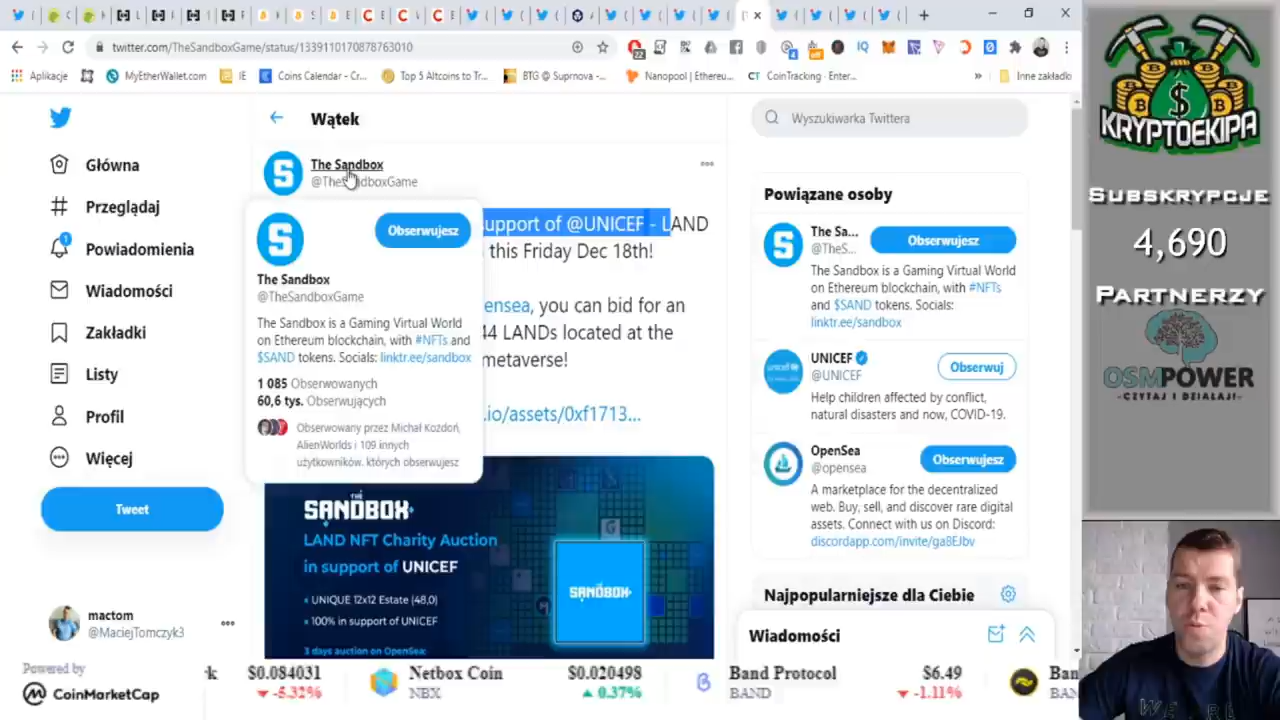 twitter.com/TheSandboxGame/status/1339110170878763010
Aplikacje
MyEtherWallet.com
IE
Coins Calendar - Cr...
Top 5 Altcoins to Tr...
BTG @ Suprnova -...
Nanopool | Ethereu...
CoinTracking · Enter...
Inne zakładki
Główna
Przeglądaj
Powiadomienia
Wiadomości
Zakładki
Listy
Profil
Więcej
Tweet
mactom
@MaciejTomczyk3
Wątek
The Sandbox
@TheSandboxGame
support of @UNICEF - LAND
this Friday Dec 18th!
ensea, you can bid for an
44 LANDs located at the
metaverse!
.io/assets/0xf1713...
Obserwujesz
The Sandbox
@TheSandboxGame
The Sandbox is a Gaming Virtual World
on Ethereum blockchain, with #NFTs and
$SAND tokens. Socials: linktr.ee/sandbox
1 085 Obserwowanych
60,6 tys. Obserwujących
Obserwowany przez Michał Kozdoń,
AlienWorlds i 109 innych
użytkowników, których obserwujesz
THE
SANDBOX
LAND NFT Charity Auction
in support of UNICEF
• UNIQUE 12x12 Estate (48,0)
• 100% in support of UNICEF
3 days auction on OpenSea:
SANDBOX
Wyszukiwarka Twittera
Powiązane osoby
The Sa...
@TheS...
Obserwujesz
The Sandbox is a Gaming Virtual World
on Ethereum blockchain, with #NFTs
and $SAND tokens. Socials:
linktr.ee/sandbox
UNICEF
@UNICEF
Obserwuj
Help children affected by conflict,
natural disasters and now, COVID-19.
OpenSea
@opensea
Obserwujesz
A marketplace for the decentralized
web. Buy, sell, and discover rare digital
assets. Connect with us on Discord:
discordapp.com/invite/ga8EJbv
Najpopularniejsze dla Ciebie
Wiadomości
KRYPTOEKIPA
SUBSKRYPCJE
4,690
PARTNERZY
OSMPOWER
-CZYTAJ I DZIAŁAJ!-
Powered by
CoinMarketCap
k
$0.084031
-5.32%
Netbox Coin
NBX
$0.020498
0.37%
Band Protocol
BAND
$6.49
-1.11%
Ban
BAN
WE ARE